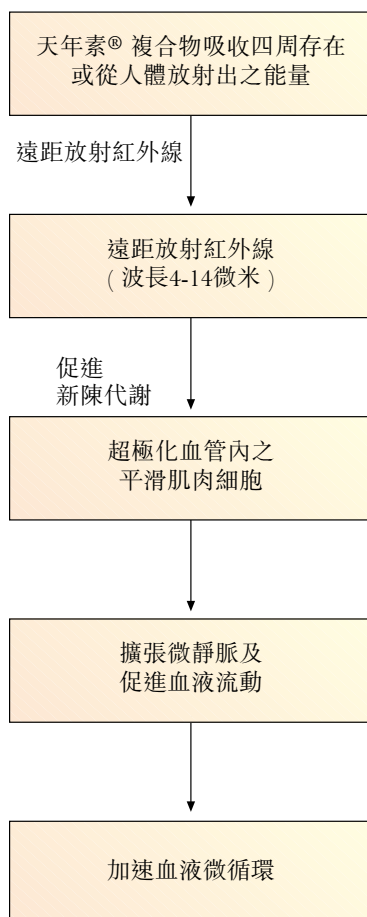 天年素® 複合物吸收四周存在
或從人體放射出之能量
遠距放射紅外線
遠距放射紅外線
( 波長4-14微米 )
促進
新陳代謝
超極化血管內之
平滑肌肉細胞
擴張微靜脈及
促進血液流動
加速血液微循環